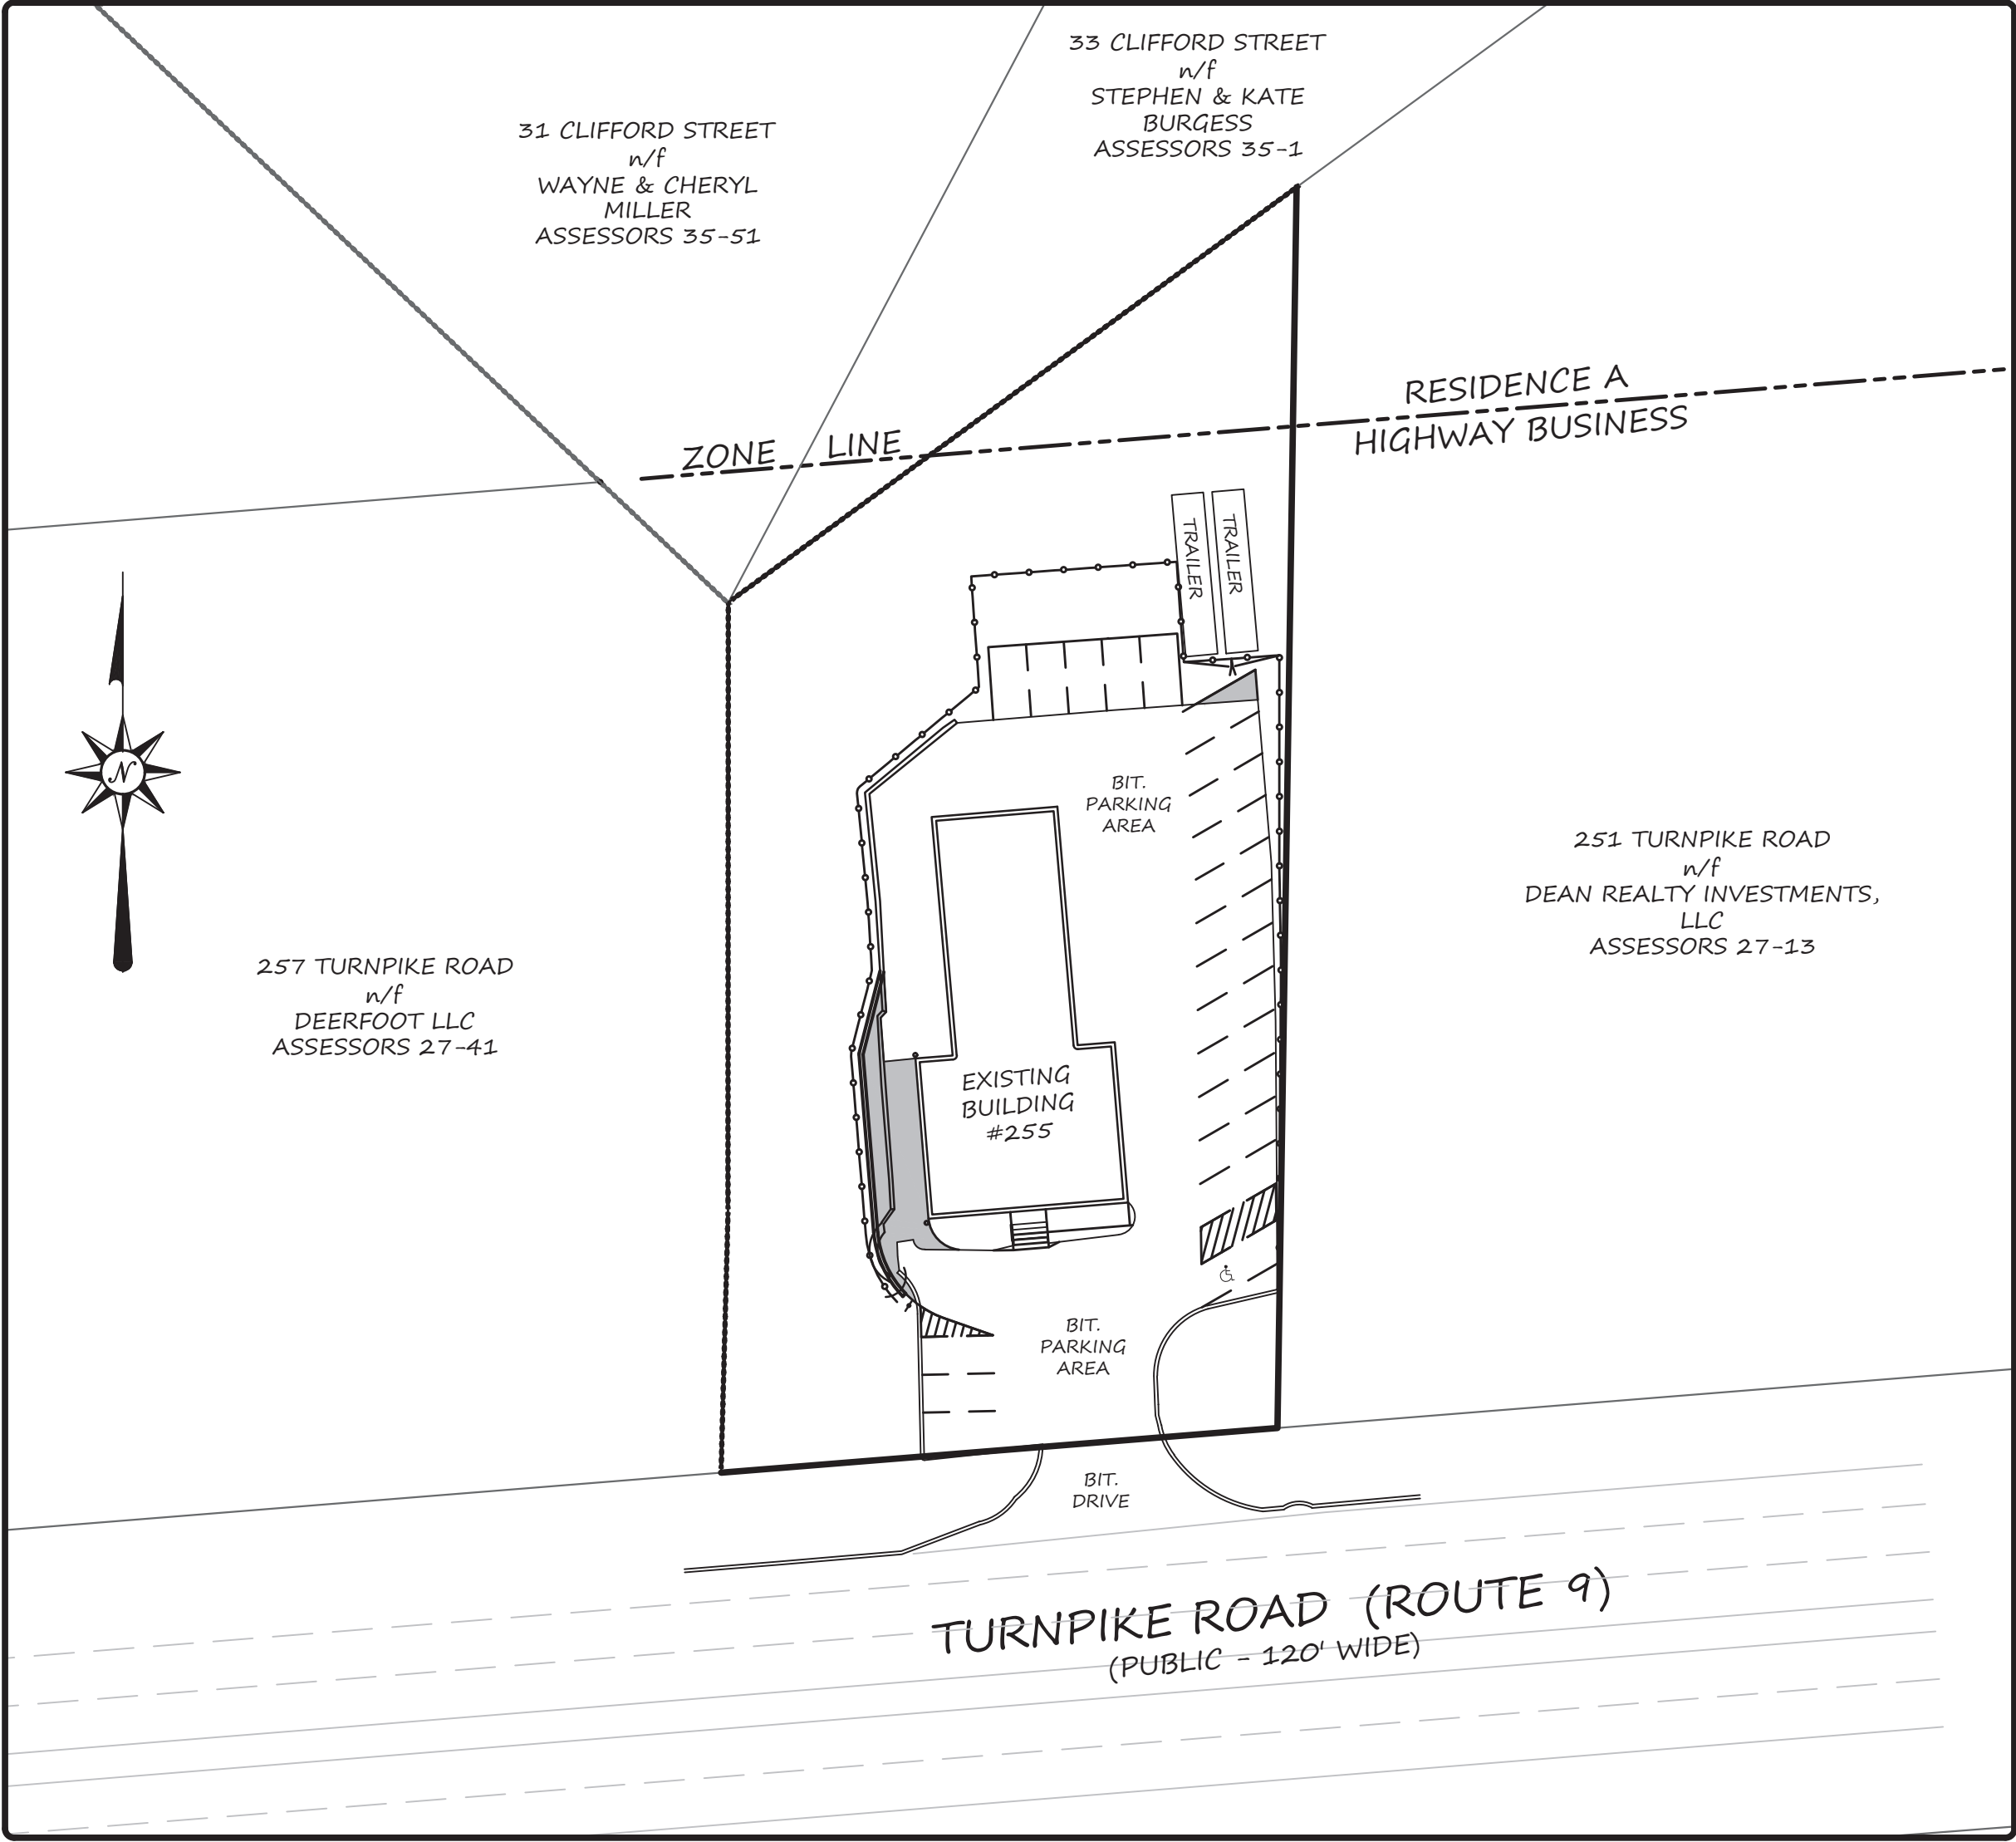 33 CLIFFORD STREET
n/f
STEPHEN & KATE
BURGESS
ASSESSORS 35-1
31 CLIFFORD STREET
n/f
WAYNE & CHERYL
MILLER
ASSESSORS 35-51
RESIDENCE A
ZONE LINE
HIGHWAY BUSINESS
TRAILER
TRAILER
N
BIT.
PARKING
AREA
251 TURNPIKE ROAD
n/f
DEAN REALTY INVESTMENTS,
LLC
ASSESSORS 27-13
257 TURNPIKE ROAD
n/f
DEERFOOT LLC
ASSESSORS 27-41
EXISTING
BUILDING
#255
BIT.
PARKING
AREA
BIT.
DRIVE
TURNPIKE ROAD (ROUTE 9)
(PUBLIC - 120' WIDE)